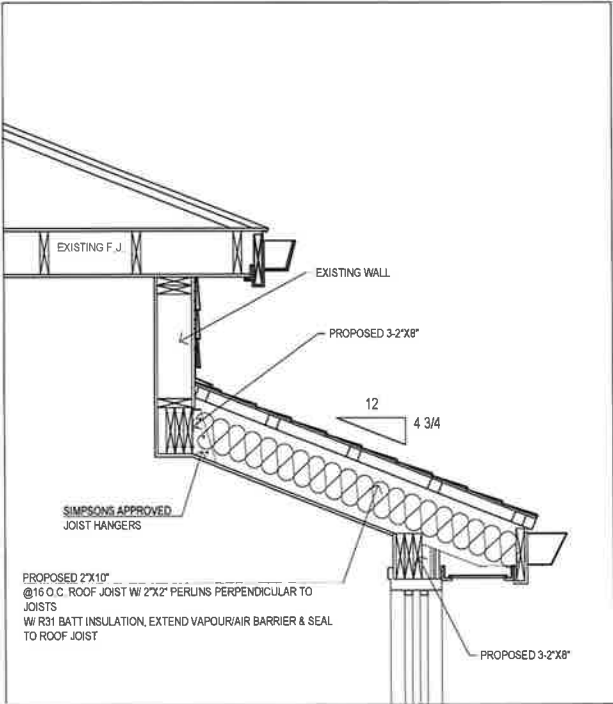 EXISTING F.J.
EXISTING WALL
PROPOSED 3-2"X8"
12
4 3/4
SIMPSONS APPROVED
JOIST HANGERS
PROPOSED 2"X10"
@16 O.C. ROOF JOIST W/ 2"X2" PERLINS PERPENDICULAR TO
JOISTS
W/ R31 BATT INSULATION, EXTEND VAPOUR/AIR BARRIER & SEAL
TO ROOF JOIST
PROPOSED 3-2"X8"